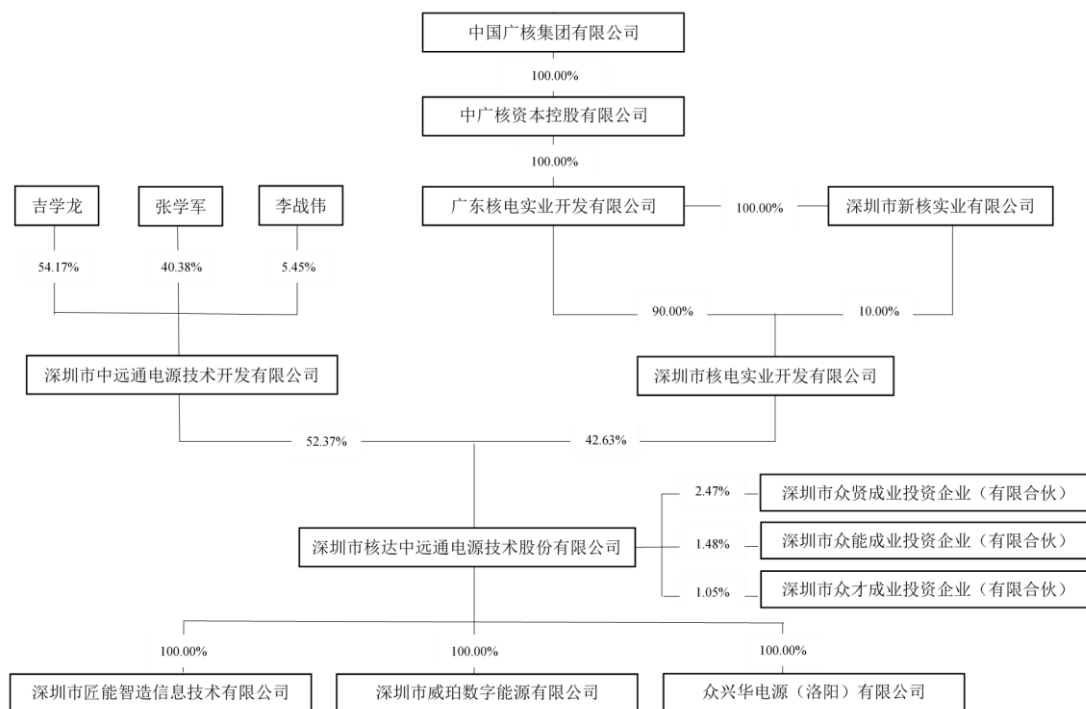 中国广核集团有限公司
100.00%
中广核资本控股有限公司
100.00%
吉学龙
张学军
李战伟
广东核电实业开发有限公司
100.00%
深圳市新核实业有限公司
54.17%
40.38%
5.45%
90.00%
10.00%
深圳市中远通电源技术开发有限公司
深圳市核电实业开发有限公司
52.37%
42.63%
2.47%
深圳市众贤成业投资企业（有限合伙）
深圳市核达中远通电源技术股份有限公司
1.48%
深圳市众能成业投资企业（有限合伙）
1.05%
深圳市众才成业投资企业（有限合伙）
100.00%
100.00%
100.00%
深圳市匠能智造信息技术有限公司
深圳市威珀数字能源有限公司
众兴华电源（洛阳）有限公司